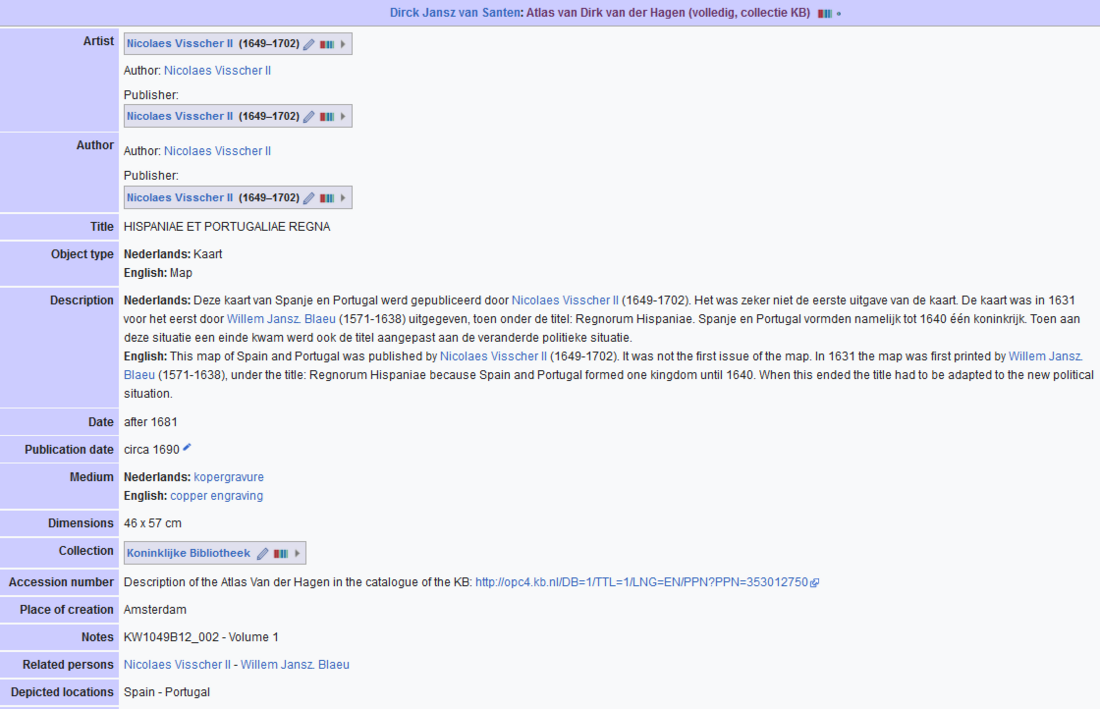 Dirck Jansz van Santen: Atlas van Dirk van der Hagen (volledig, collectie KB)
Artist
Nicolaes Visscher II (1649–1702)
Author: Nicolaes Visscher II
Publisher:
Nicolaes Visscher II (1649–1702)
Author
Author: Nicolaes Visscher II
Publisher:
Nicolaes Visscher II (1649–1702)
Title HISPANIAE ET PORTUGALIAE REGNA
Object type Nederlands: Kaart
English: Map
Description Nederlands: Deze kaart van Spanje en Portugal werd gepubliceerd door Nicolaes Visscher II (1649-1702). Het was zeker niet de eerste uitgave van de kaart. De kaart was in 1631
voor het eerst door Willem Jansz. Blaeu (1571-1638) uitgegeven, toen onder de titel: Regnorum Hispaniae. Spanje en Portugal vormden namelijk tot 1640 één koninkrijk. Toen aan
deze situatie een einde kwam werd ook de titel aangepast aan de veranderde politieke situatie.
English: This map of Spain and Portugal was published by Nicolaes Visscher II (1649-1702). It was not the first issue of the map. In 1631 the map was first printed by Willem Jansz.
Blaeu (1571-1638), under the title: Regnorum Hispaniae because Spain and Portugal formed one kingdom until 1640. When this ended the title had to be adapted to the new political
situation.
Date after 1681
Publication date circa 1690
Medium Nederlands: kopergravure
English: copper engraving
Dimensions 46 x 57 cm
Collection Koninklijke Bibliotheek
Accession number Description of the Atlas Van der Hagen in the catalogue of the KB: http://opc4.kb.nl/DB=1/TTL=1/LNG=EN/PPN?PPN=353012750
Place of creation Amsterdam
Notes KW1049B12_002 - Volume 1
Related persons Nicolaes Visscher II - Willem Jansz. Blaeu
Depicted locations Spain - Portugal